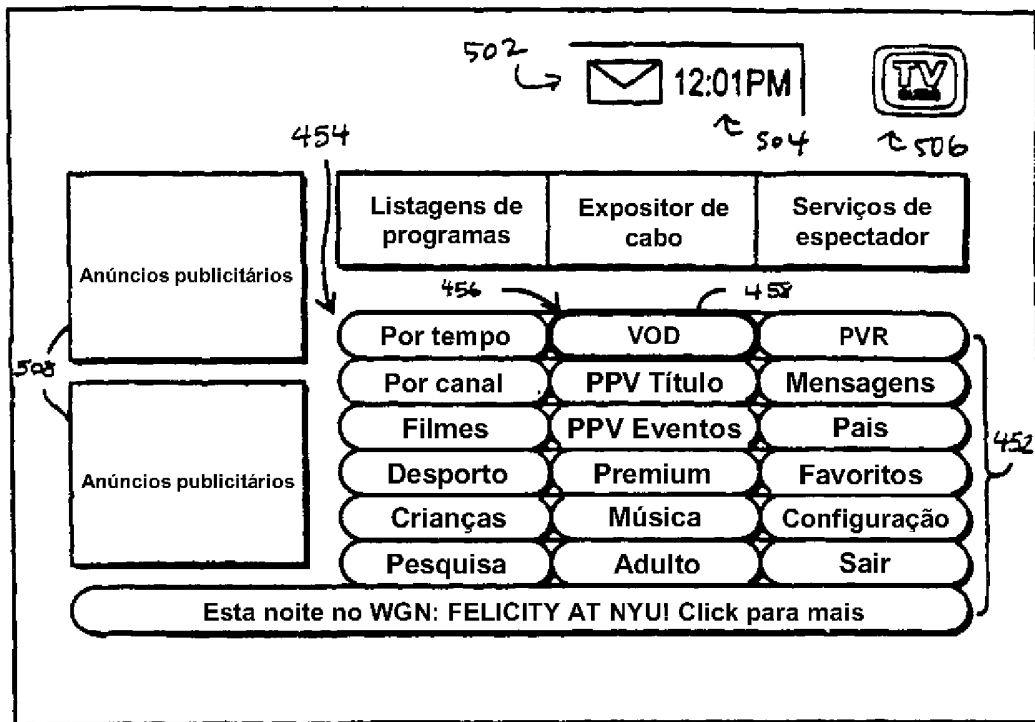 502
12:01PM
TV
504
506
454
Listagens de programas
Expositor de cabo
Serviços de espectador
Anúncios publicitários
456
458
Por tempo
VOD
PVR
508
Por canal
PPV Título
Mensagens
Filmes
PPV Eventos
Pais
452
Anúncios publicitários
Desporto
Premium
Favoritos
Crianças
Música
Configuração
Pesquisa
Adulto
Sair
Esta noite no WGN: FELICITY AT NYU! Click para mais